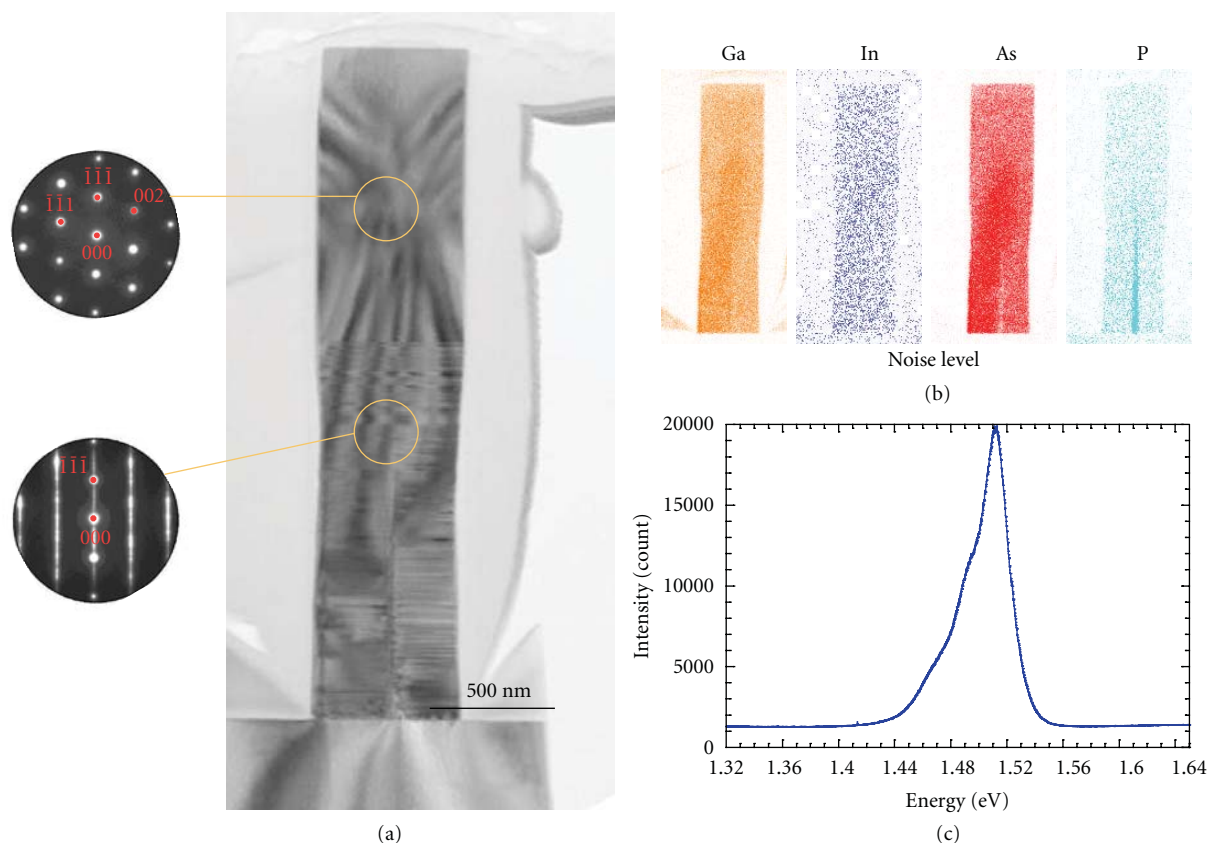 Ga In As P
1̄1̄1̄
1̄1̄1 002
000
1̄1̄1̄
000
500 nm
(a)
Noise level
(b)
20000
15000
10000
5000
0
Intensity (count)
1.32 1.36 1.4 1.44 1.48 1.52 1.56 1.6 1.64
Energy (eV)
(c)